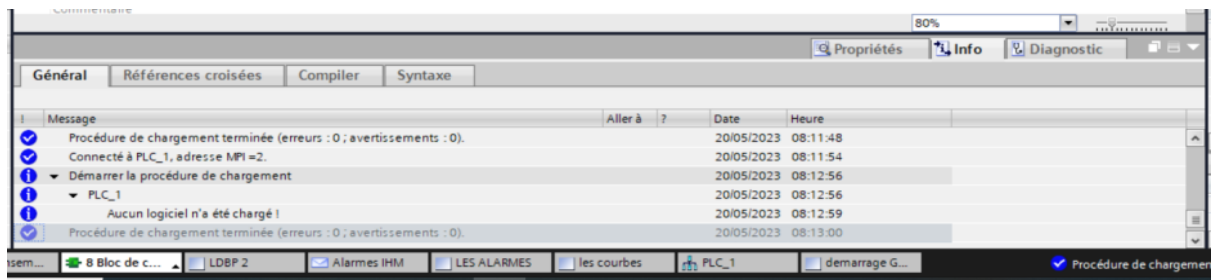 Commentaire
80%
Propriétés Info Diagnostic
Général Références croisées Compiler Syntaxe
! Message Aller à ? Date Heure
Procédure de chargement terminée (erreurs : 0 ; avertissements : 0). 20/05/2023 08:11:48
Connecté à PLC_1, adresse MPI =2. 20/05/2023 08:11:54
Démarrer la procédure de chargement 20/05/2023 08:12:56
PLC_1 20/05/2023 08:12:56
Aucun logiciel n'a été chargé ! 20/05/2023 08:12:59
Procédure de chargement terminée (erreurs : 0 ; avertissements : 0). 20/05/2023 08:13:00
nsem... 8 Bloc de c... LDBP 2 Alarmes IHM LES ALARMES les courbes PLC_1 demarrage G... Procédure de chargemen